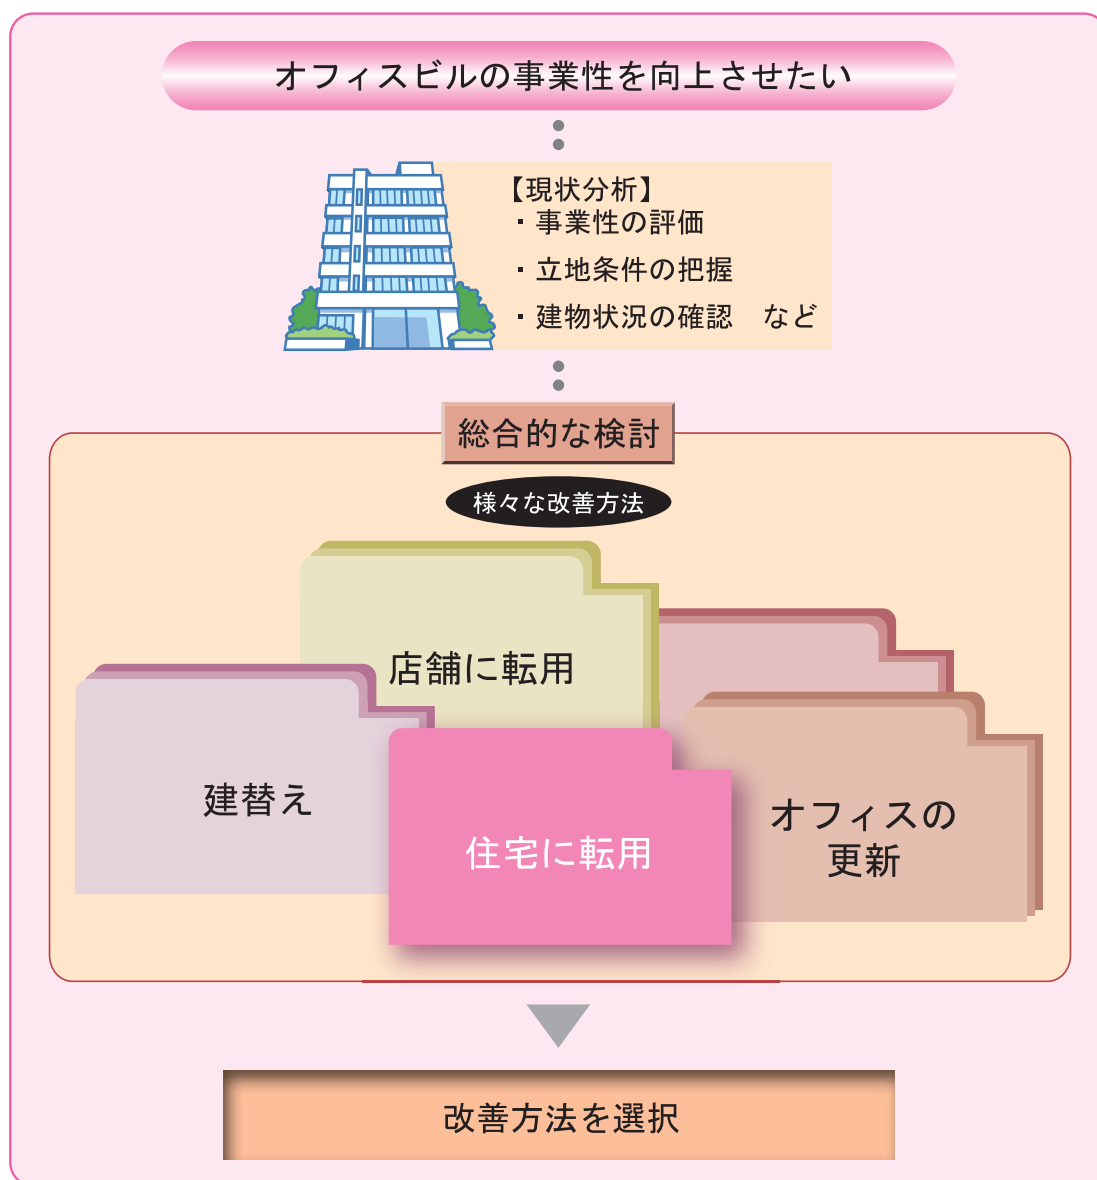 オフィスビルの事業性を向上させたい
【現状分析】
・事業性の評価
・立地条件の把握
・建物状況の確認　など
総合的な検討
様々な改善方法
店舗に転用
建替え
住宅に転用
オフィスの
更新
改善方法を選択